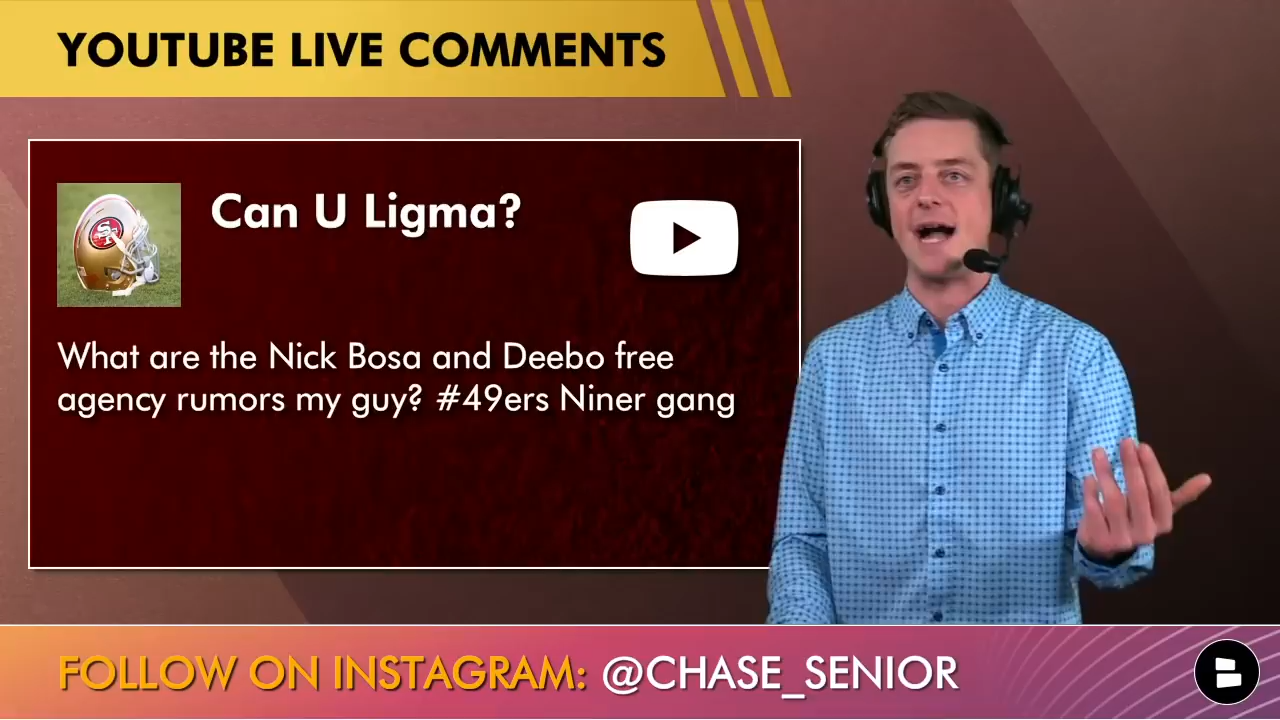 YOUTUBE LIVE COMMENTS
Can U Ligma?
What are the Nick Bosa and Deebo free
agency rumors my guy? #49ers Niner gang
FOLLOW ON INSTAGRAM: @CHASE_SENIOR